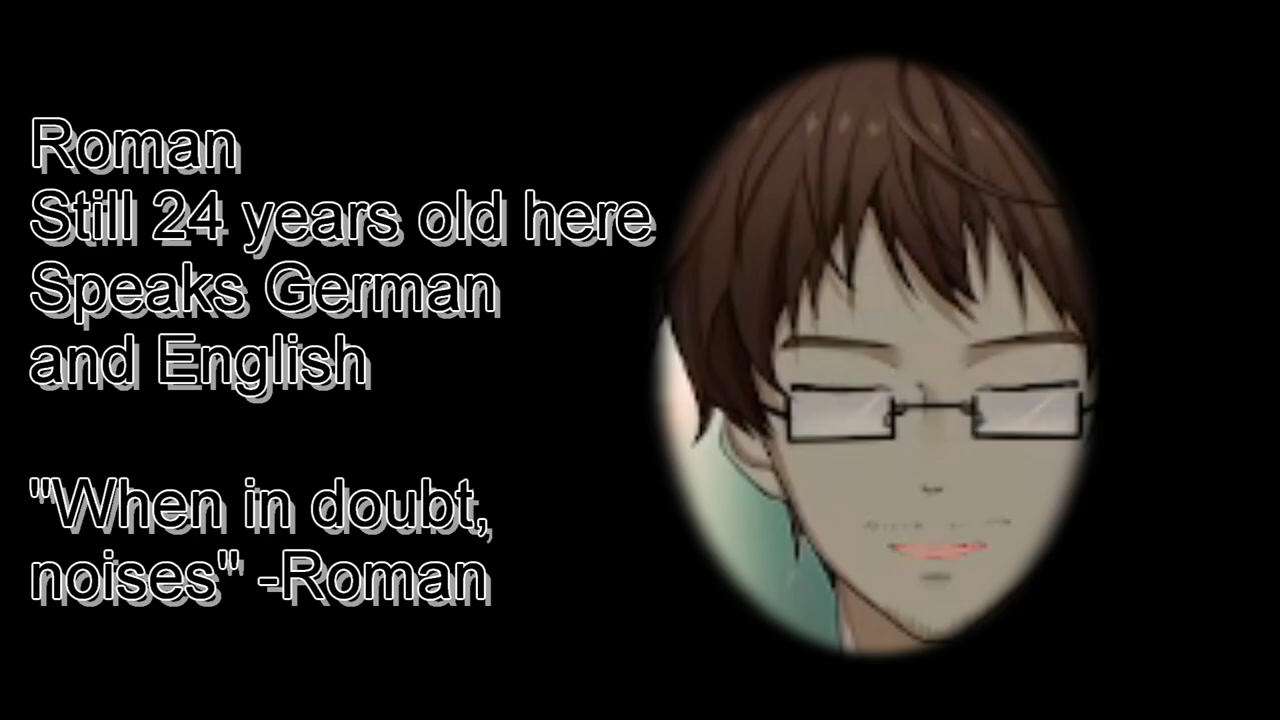 Roman
Still 24 years old here
Speaks German
and English
"When in doubt,
noises" -Roman